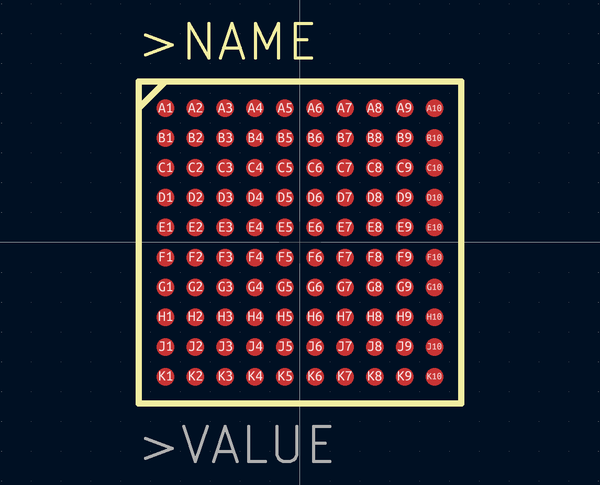 >NAME
A1 A2 A3 A4 A5 A6 A7 A8 A9 A10
B1 B2 B3 B4 B5 B6 B7 B8 B9 B10
C1 C2 C3 C4 C5 C6 C7 C8 C9 C10
D1 D2 D3 D4 D5 D6 D7 D8 D9 D10
E1 E2 E3 E4 E5 E6 E7 E8 E9 E10
F1 F2 F3 F4 F5 F6 F7 F8 F9 F10
G1 G2 G3 G4 G5 G6 G7 G8 G9 G10
H1 H2 H3 H4 H5 H6 H7 H8 H9 H10
J1 J2 J3 J4 J5 J6 J7 J8 J9 J10
K1 K2 K3 K4 K5 K6 K7 K8 K9 K10
>VALUE